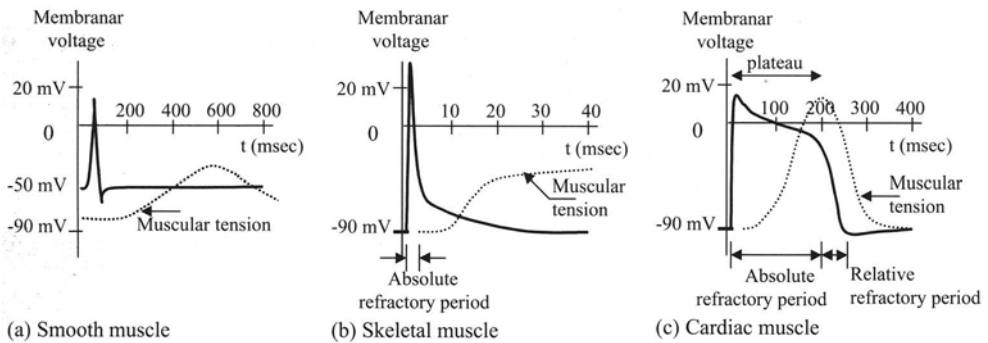 Membranar
voltage
20 mV
0
200 400 600 800
t (msec)
-50 mV
-90 mV
Muscular tension
(a) Smooth muscle
Membranar
voltage
20 mV
0
10 20 30 40
t (msec)
Muscular
tension
-90 mV
Absolute
refractory period
(b) Skeletal muscle
Membranar
voltage
plateau
20 mV
0
100 200 300 400
t (msec)
Muscular
tension
-90 mV
Absolute
refractory period
Relative
refractory period
(c) Cardiac muscle